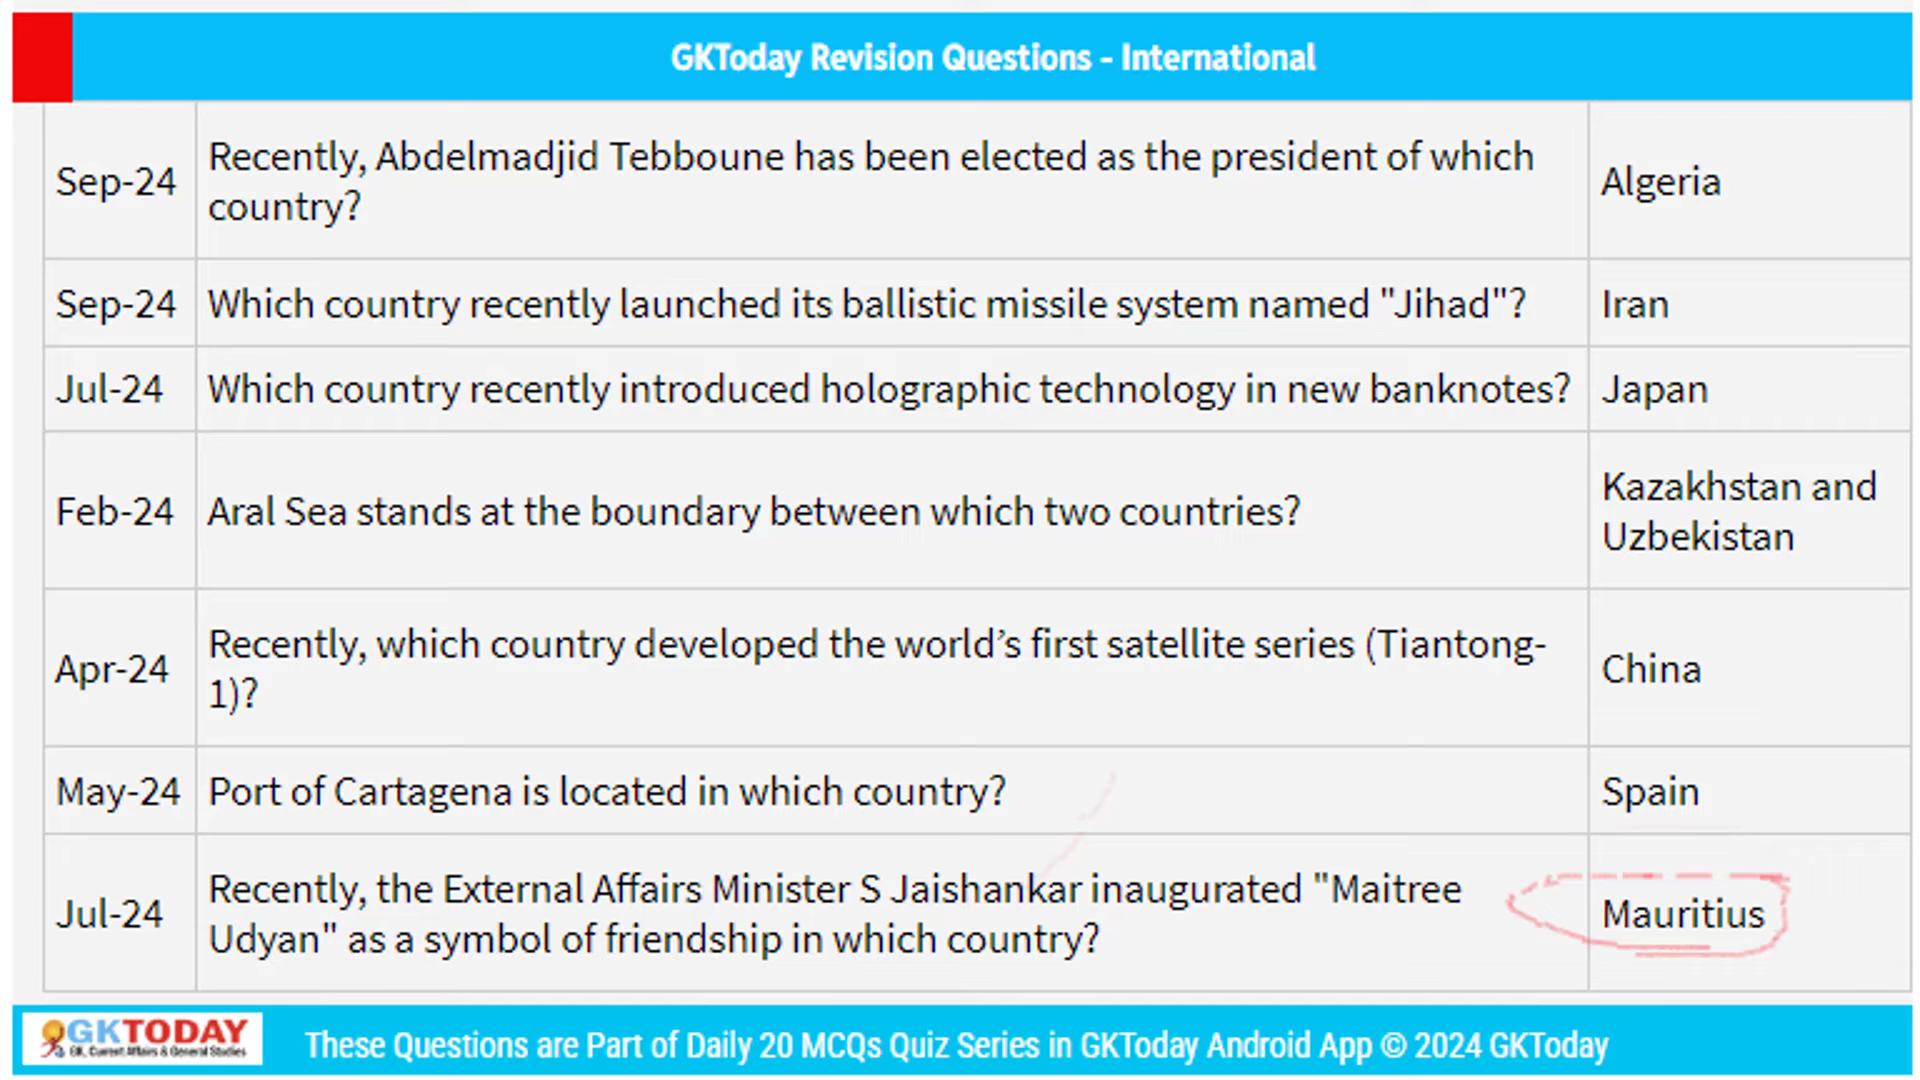 GKToday Revision Questions - International
Sep-24
Recently, Abdelmadjid Tebboune has been elected as the president of which
country?
Algeria
Sep-24
Which country recently launched its ballistic missile system named "Jihad"?
Iran
Jul-24
Which country recently introduced holographic technology in new banknotes?
Japan
Feb-24
Aral Sea stands at the boundary between which two countries?
Kazakhstan and
Uzbekistan
Apr-24
Recently, which country developed the world’s first satellite series (Tiantong-
1)?
China
May-24
Port of Cartagena is located in which country?
Spain
Jul-24
Recently, the External Affairs Minister S Jaishankar inaugurated "Maitree
Udyan" as a symbol of friendship in which country?
Mauritius
GKTODAY
GK, Current Affairs & General Studies
These Questions are Part of Daily 20 MCQs Quiz Series in GKToday Android App © 2024 GKToday